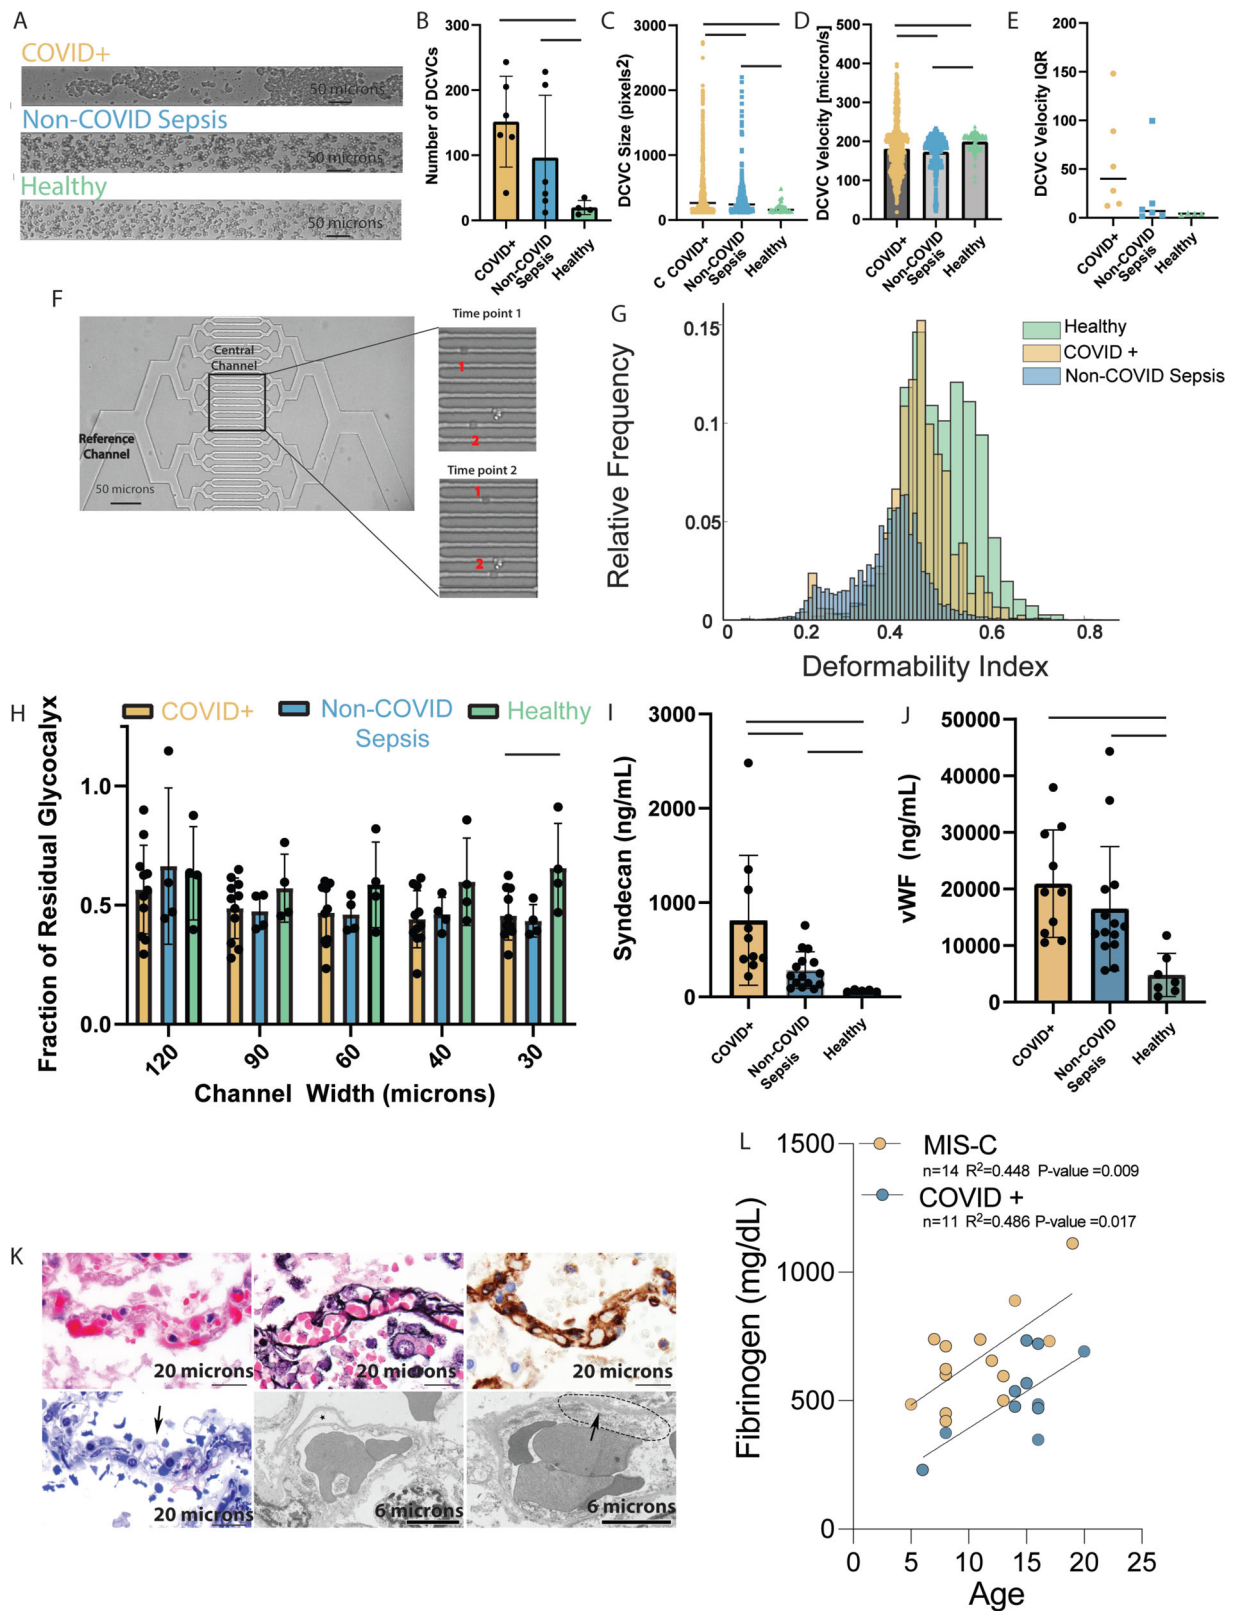 A
COVID+
50 microns
Non-COVID Sepsis
50 microns
Healthy
50 microns
B
Number of DCVCs
300
200
100
0
COVID+
Non-COVID
Sepsis
Healthy
C
DCVC Size (pixels2)
3000
2000
1000
0
C COVID+
Non-COVID
Sepsis
Healthy
D
DCVC Velocity [micron/s]
500
400
300
200
100
0
COVID+
Non-COVID
Sepsis
Healthy
E
DCVC Velocity IQR
200
150
100
50
0
COVID+
Non-COVID
Sepsis
Healthy
F
Central
Channel
Reference
Channel
50 microns
Time point 1
1
2
Time point 2
1
2
G
Relative Frequency
0.15
0.1
0.05
0
0
0.2
0.4
0.6
0.8
Deformability Index
Healthy
COVID +
Non-COVID Sepsis
H
COVID+
Non-COVID
Sepsis
Healthy
Fraction of Residual Glycocalyx
1.0
0.5
0.0
120
90
60
40
30
Channel Width (microns)
I
Syndecan (ng/mL)
3000
2000
1000
0
COVID+
Non-COVID
Sepsis
Healthy
J
vWF (ng/mL)
50000
40000
30000
20000
10000
0
COVID+
Non-COVID
Sepsis
Healthy
K
20 microns
20 microns
20 microns
20 microns
6 microns
6 microns
L
MIS-C
n=14 R²=0.448 P-value =0.009
COVID +
n=11 R²=0.486 P-value =0.017
Fibrinogen (mg/dL)
1500
1000
500
0
0
5
10
15
20
25
Age